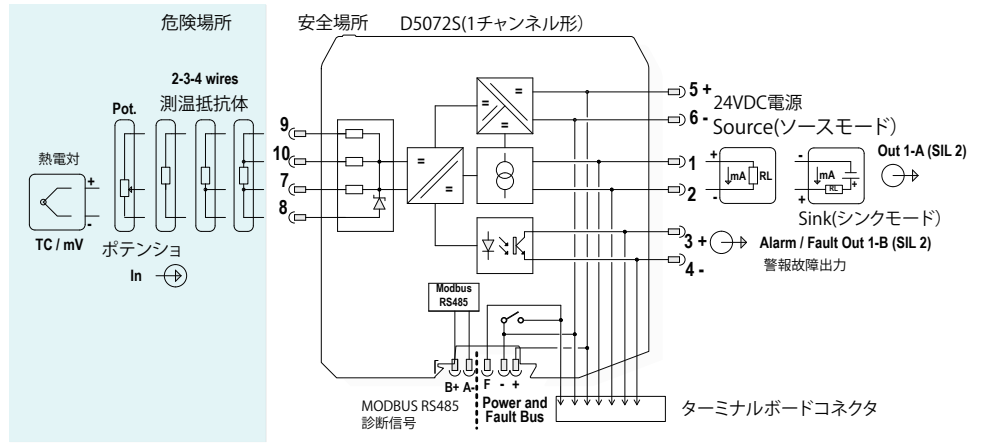 危険場所
安全場所
D5072S(1チャンネル形)
2-3-4 wires
測温抵抗体
Pot.
熱電対
+
-
TC / mV
ポテンショ
In
9
10
7
8
=
=
=
=
=
5 +
6 -
24VDC電源
Source(ソースモード)
1
2
+
-
mA
RL
-
+
mA
RL
+
Out 1-A (SIL 2)
Sink(シンクモード)
3 +
4 -
Alarm / Fault Out 1-B (SIL 2)
警報故障出力
Modbus
RS485
B+ A- F - +
MODBUS RS485
診断信号
Power and
Fault Bus
ターミナルボードコネクタ